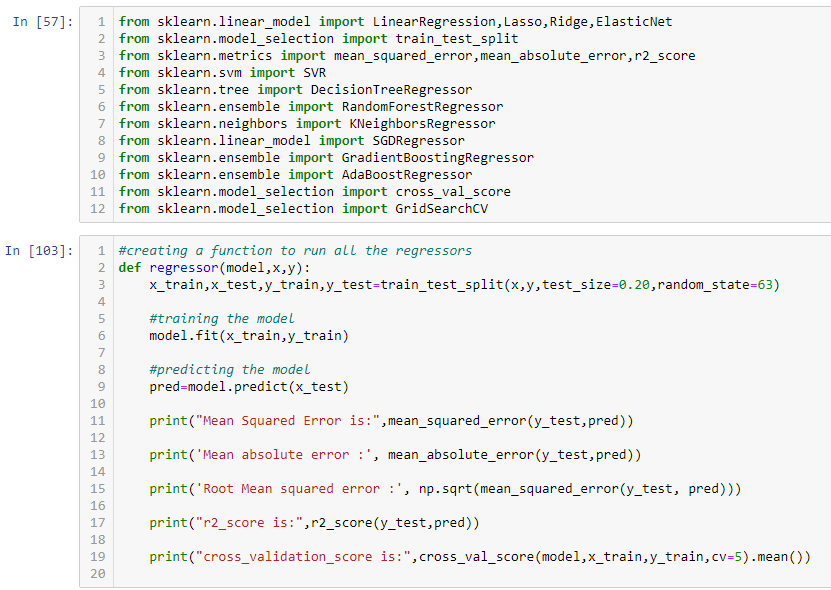 In [57]:
1 from sklearn.linear_model import LinearRegression,Lasso,Ridge,ElasticNet
2 from sklearn.model_selection import train_test_split
3 from sklearn.metrics import mean_squared_error,mean_absolute_error,r2_score
4 from sklearn.svm import SVR
5 from sklearn.tree import DecisionTreeRegressor
6 from sklearn.ensemble import RandomForestRegressor
7 from sklearn.neighbors import KNeighborsRegressor
8 from sklearn.linear_model import SGDRegressor
9 from sklearn.ensemble import GradientBoostingRegressor
10 from sklearn.ensemble import AdaBoostRegressor
11 from sklearn.model_selection import cross_val_score
12 from sklearn.model_selection import GridSearchCV
In [103]:
1 #creating a function to run all the regressors
2 def regressor(model,x,y):
3     x_train,x_test,y_train,y_test=train_test_split(x,y,test_size=0.20,random_state=63)
4
5     #training the model
6     model.fit(x_train,y_train)
7
8     #predicting the model
9     pred=model.predict(x_test)
10
11     print("Mean Squared Error is:",mean_squared_error(y_test,pred))
12
13     print('Mean absolute error :', mean_absolute_error(y_test,pred))
14
15     print('Root Mean squared error :', np.sqrt(mean_squared_error(y_test, pred)))
16
17     print("r2_score is:",r2_score(y_test,pred))
18
19     print("cross_validation_score is:",cross_val_score(model,x_train,y_train,cv=5).mean())
20